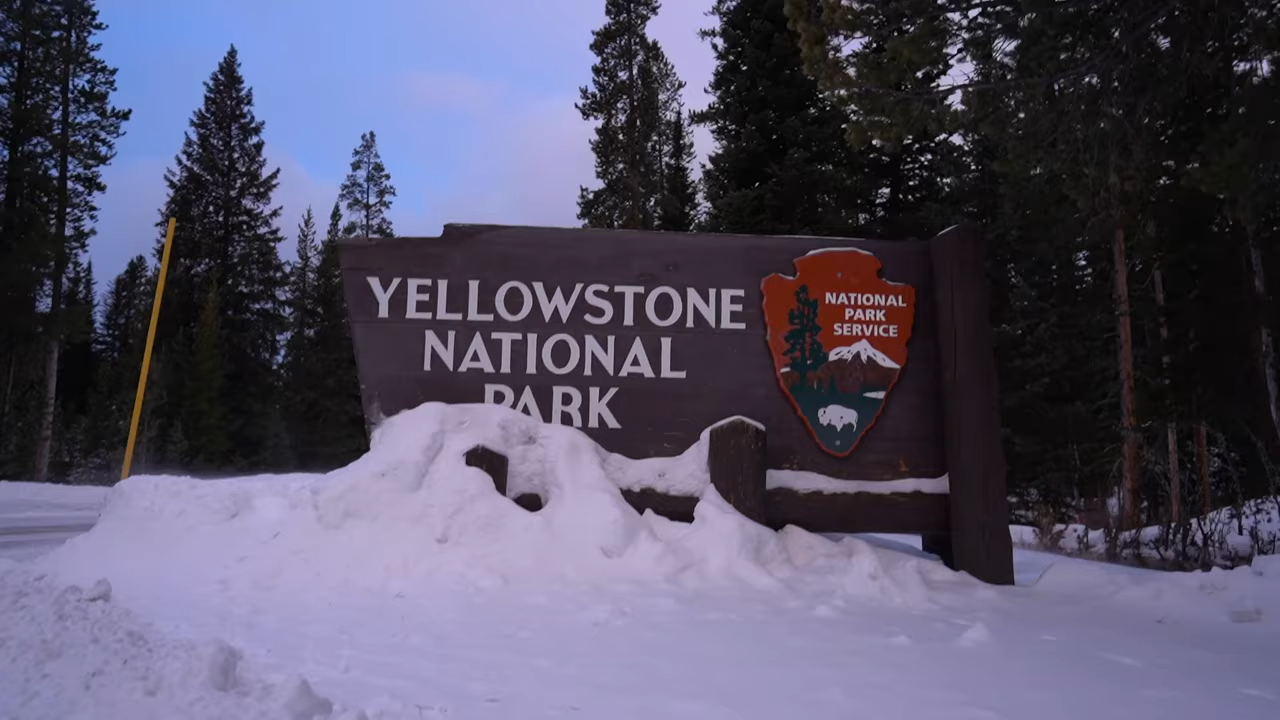 YELLOWSTONE
NATIONAL
PARK
NATIONAL
PARK
SERVICE